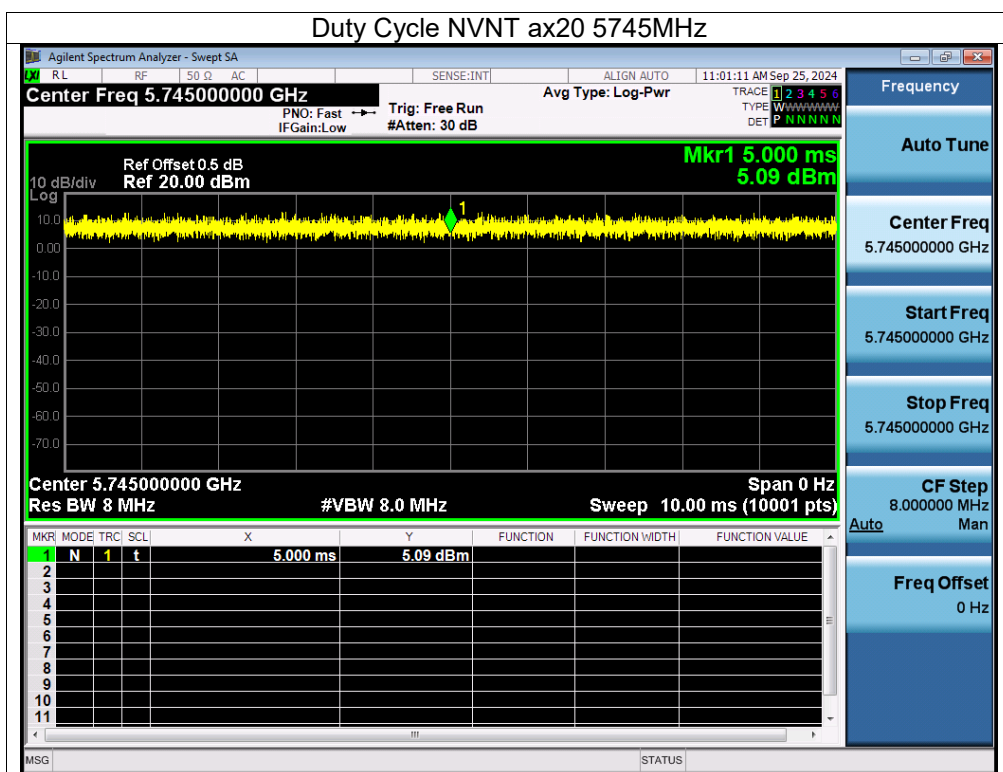 Duty Cycle NVNT ax20 5745MHz
Agilent Spectrum Analyzer - Swept SA
LXI RL RF 50 Ω AC SENSE:INT ALIGN AUTO 11:01:11 AM Sep 25, 2024
Center Freq 5.745000000 GHz Avg Type: Log-Pwr TRACE 1 2 3 4 5 6
PNO: Fast Trig: Free Run TYPE WWWWWW
IFGain:Low #Atten: 30 dB DET P N N N N N
Frequency
Auto Tune
Center Freq
5.745000000 GHz
Start Freq
5.745000000 GHz
Stop Freq
5.745000000 GHz
CF Step
8.000000 MHz
Auto Man
Freq Offset
0 Hz
Mkr1 5.000 ms
5.09 dBm
Ref Offset 0.5 dB
10 dB/div Ref 20.00 dBm
Log
1
10.0
0.00
-10.0
-20.0
-30.0
-40.0
-50.0
-60.0
-70.0
Center 5.745000000 GHz Span 0 Hz
Res BW 8 MHz #VBW 8.0 MHz Sweep 10.00 ms (10001 pts)
MKR MODE TRC SCL X Y FUNCTION FUNCTION WIDTH FUNCTION VALUE
1 N 1 t 5.000 ms 5.09 dBm
2
3
4
5
6
7
8
9
10
11
MSG STATUS